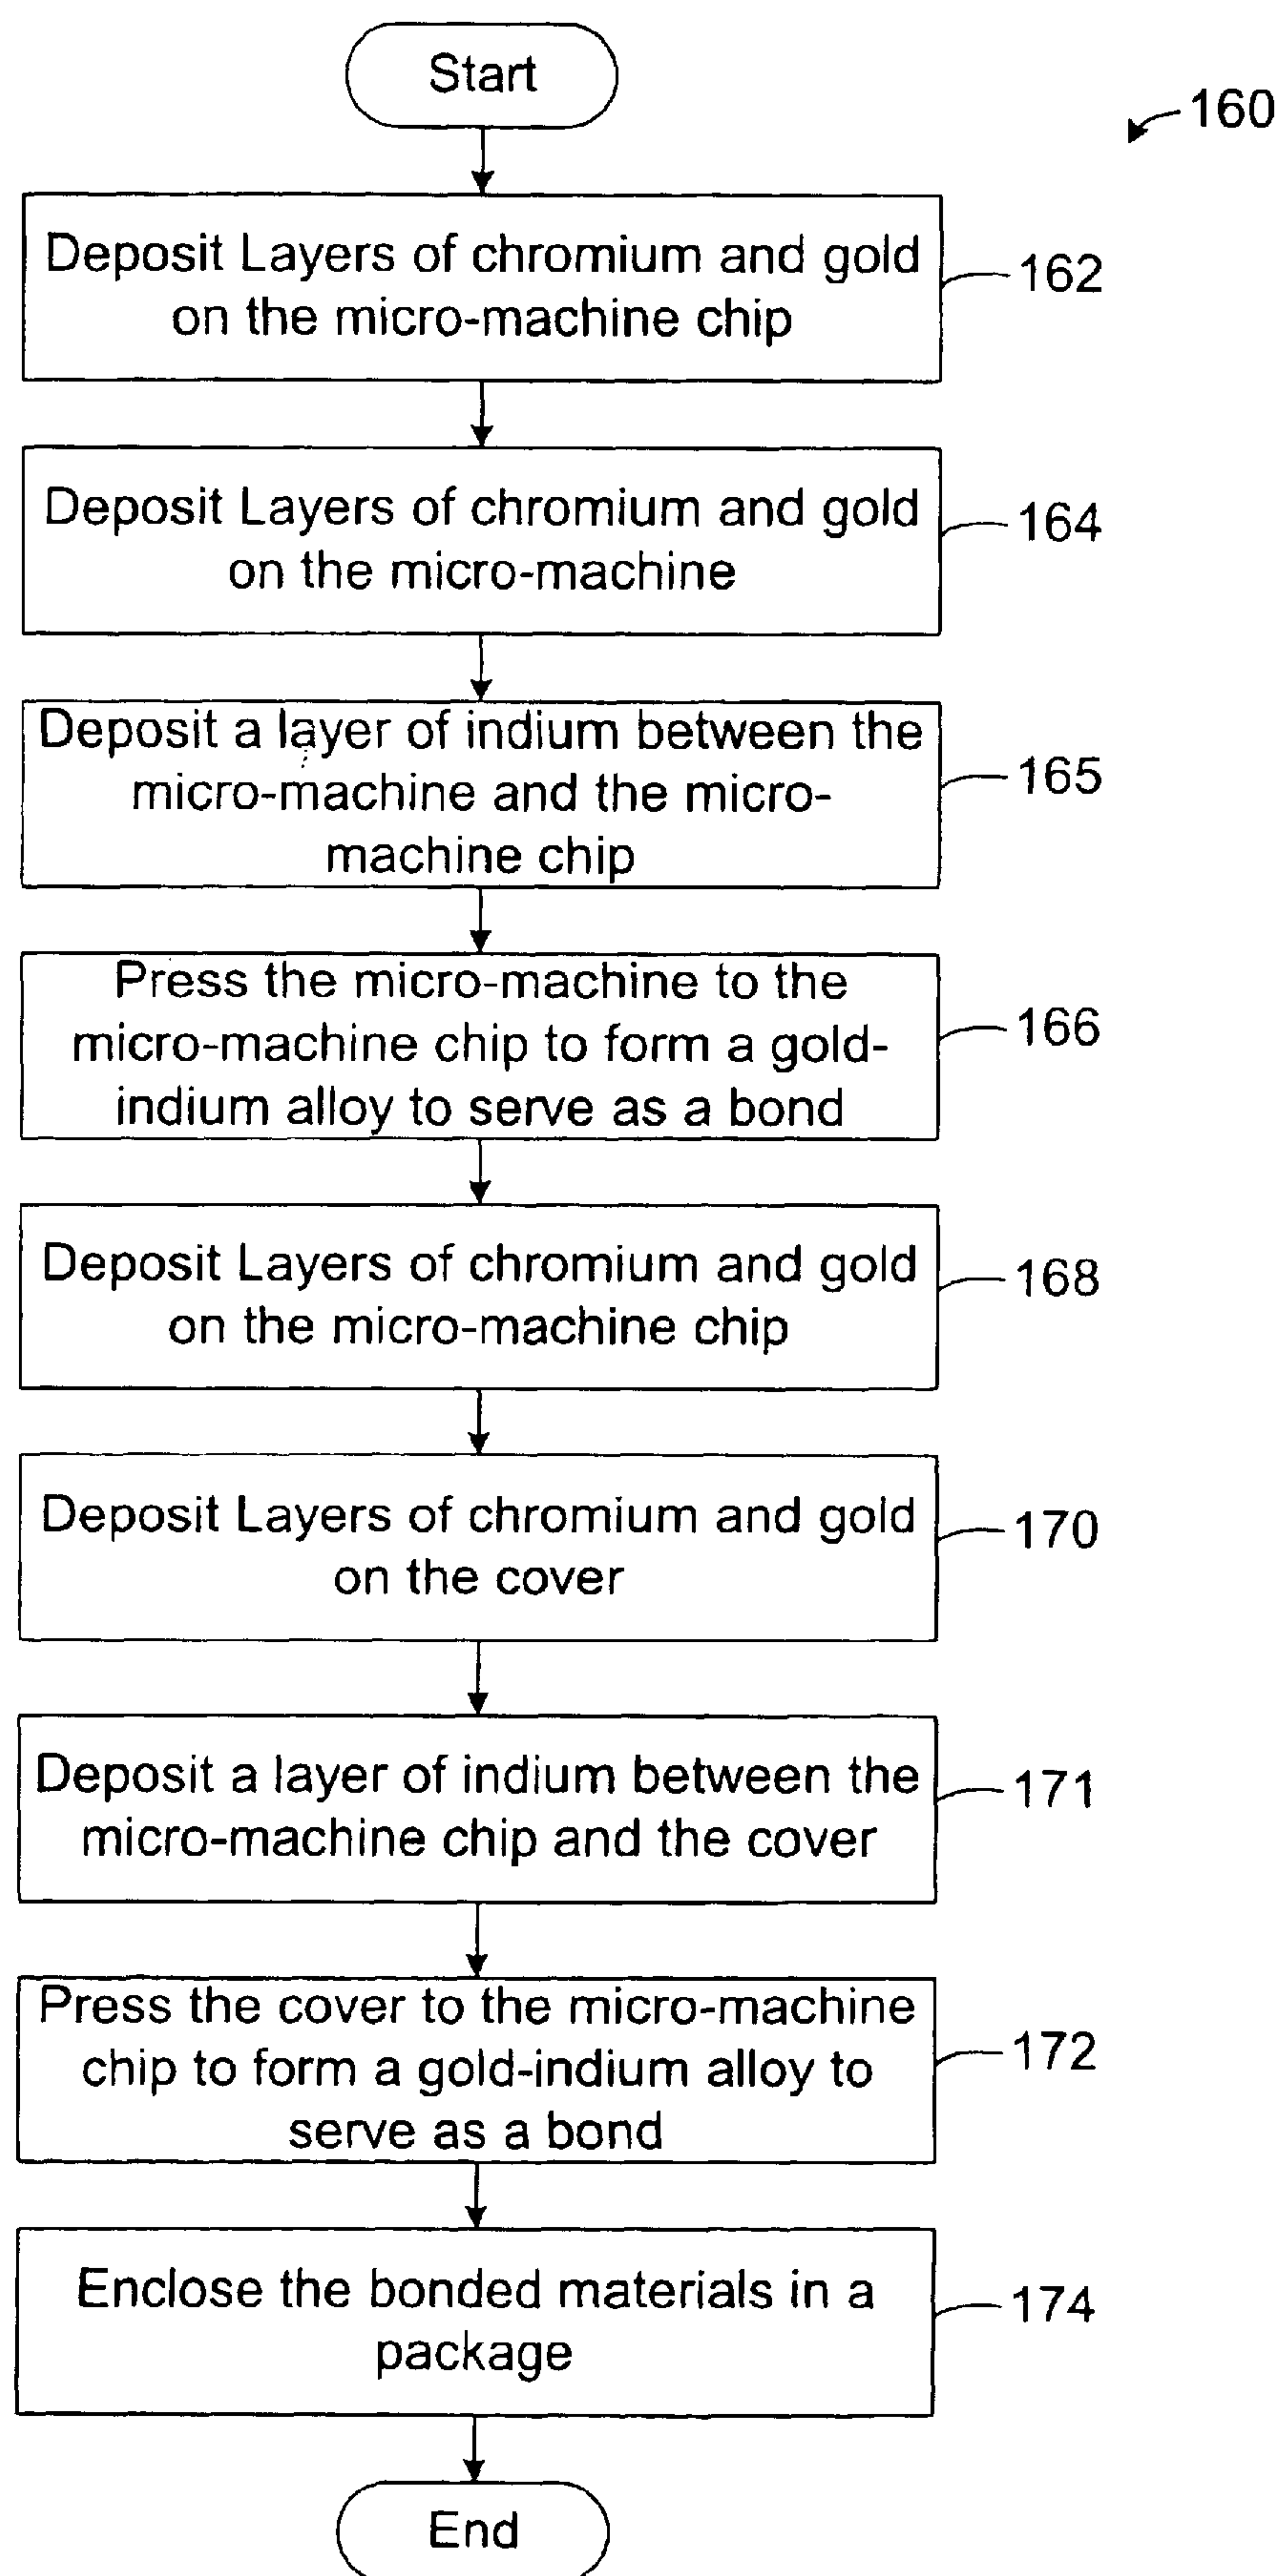 Start
160
Deposit Layers of chromium and gold
on the micro-machine chip
162
Deposit Layers of chromium and gold
on the micro-machine
164
Deposit a layer of indium between the
micro-machine and the micro-
machine chip
165
Press the micro-machine to the
micro-machine chip to form a gold-
indium alloy to serve as a bond
166
Deposit Layers of chromium and gold
on the micro-machine chip
168
Deposit Layers of chromium and gold
on the cover
170
Deposit a layer of indium between the
micro-machine chip and the cover
171
Press the cover to the micro-machine
chip to form a gold-indium alloy to
serve as a bond
172
Enclose the bonded materials in a
package
174
End